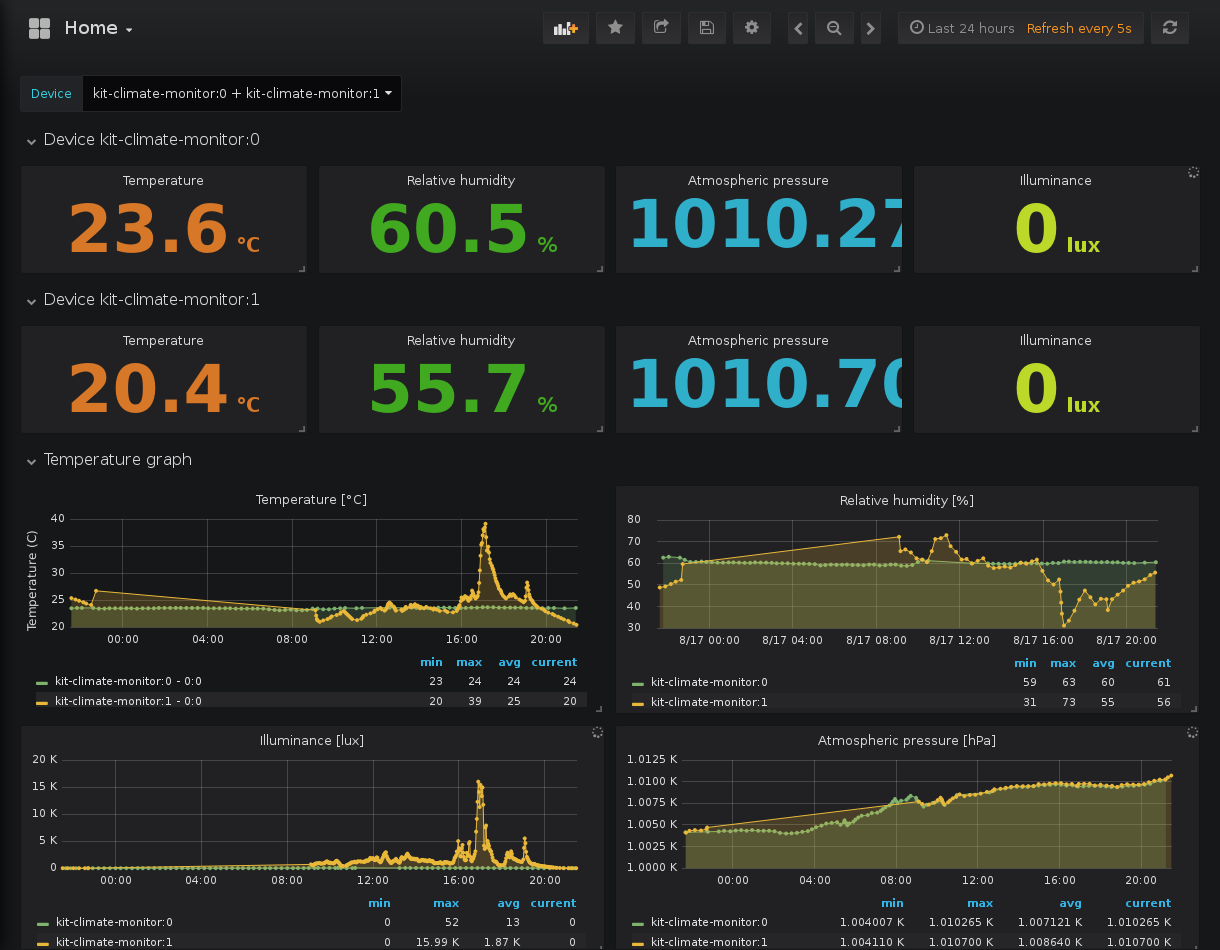 Home
Last 24 hours Refresh every 5s
Device kit-climate-monitor:0 + kit-climate-monitor:1
Device kit-climate-monitor:0
Temperature Relative humidity Atmospheric pressure Illuminance
23.6 °C 60.5 % 1010.27 0 lux
Device kit-climate-monitor:1
Temperature Relative humidity Atmospheric pressure Illuminance
20.4 °C 55.7 % 1010.70 0 lux
Temperature graph
Temperature [°C]
Temperature (C)
40
35
30
25
20
00:00 04:00 08:00 12:00 16:00 20:00
min max avg current
kit-climate-monitor:0 - 0:0 23 24 24 24
kit-climate-monitor:1 - 0:0 20 39 25 20
Relative humidity [%]
80
70
60
50
40
30
8/17 00:00 8/17 04:00 8/17 08:00 8/17 12:00 8/17 16:00 8/17 20:00
min max avg current
kit-climate-monitor:0 59 63 60 61
kit-climate-monitor:1 31 73 55 56
Illuminance [lux]
20 K
15 K
10 K
5 K
0
00:00 04:00 08:00 12:00 16:00 20:00
min max avg current
kit-climate-monitor:0 0 52 13 0
kit-climate-monitor:1 0 15.99 K 1.87 K 0
Atmospheric pressure [hPa]
1.0125 K
1.0100 K
1.0075 K
1.0050 K
1.0025 K
1.0000 K
00:00 04:00 08:00 12:00 16:00 20:00
min max avg current
kit-climate-monitor:0 1.004007 K 1.010265 K 1.007121 K 1.010265 K
kit-climate-monitor:1 1.004110 K 1.010700 K 1.008640 K 1.010700 K